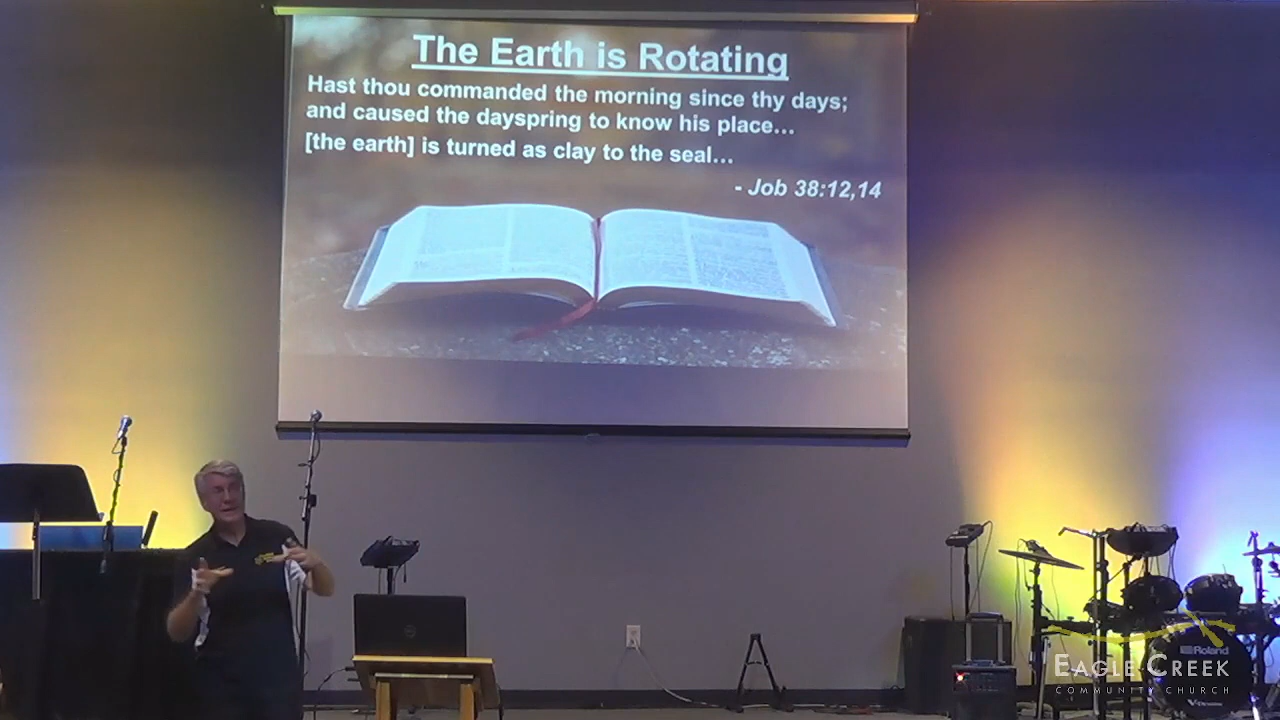 The Earth is Rotating
Hast thou commanded the morning since thy days;
and caused the dayspring to know his place...
[the earth] is turned as clay to the seal...
- Job 38:12,14
Roland
V-Drums
EAGLE CREEK
COMMUNITY CHURCH